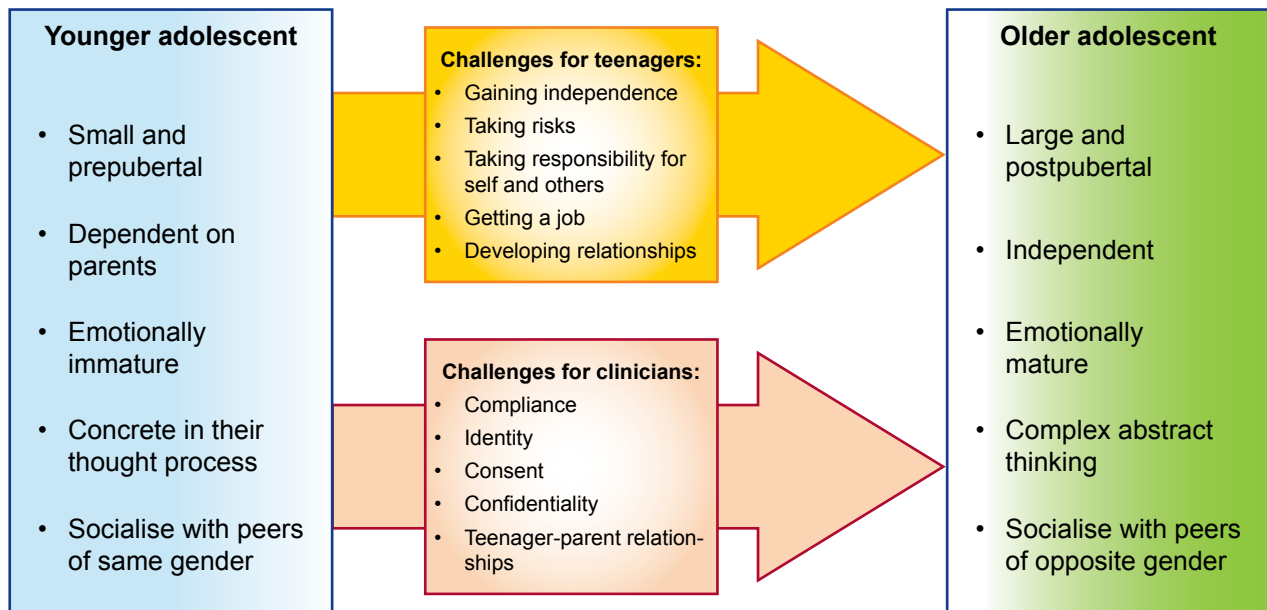 Younger adolescent
• Small and
prepubertal
• Dependent on
parents
• Emotionally
immature
• Concrete in their
thought process
• Socialise with peers
of same gender
Challenges for teenagers:
• Gaining independence
• Taking risks
• Taking responsibility for
self and others
• Getting a job
• Developing relationships
Challenges for clinicians:
• Compliance
• Identity
• Consent
• Confidentiality
• Teenager-parent relation-
ships
Older adolescent
• Large and
postpubertal
• Independent
• Emotionally
mature
• Complex abstract
thinking
• Socialise with peers
of opposite gender